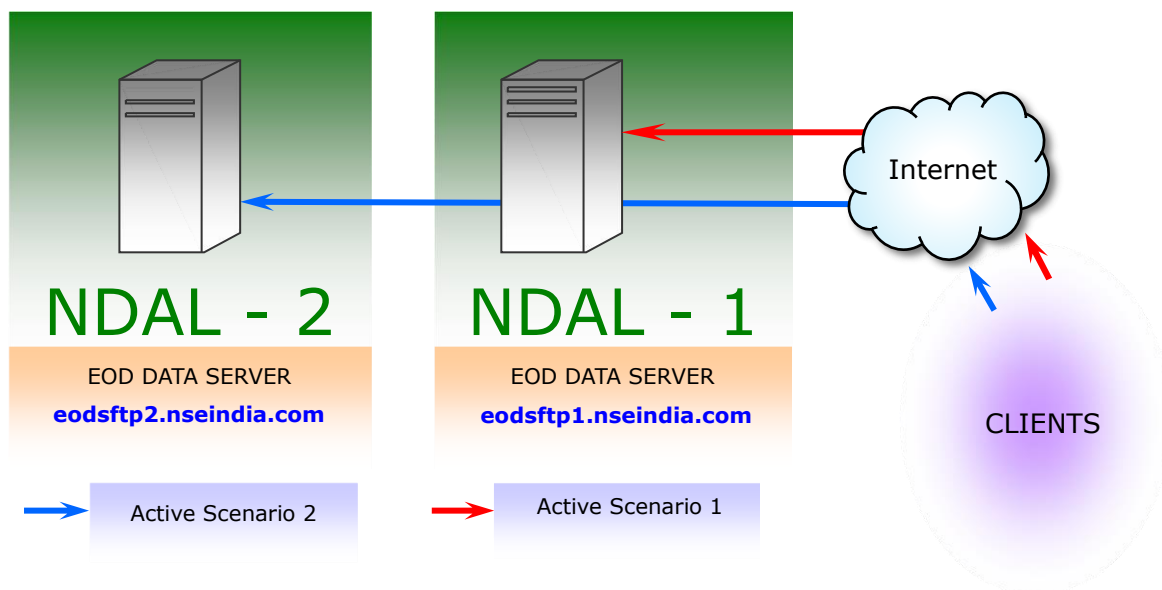 Internet
NDAL - 2
NDAL - 1
EOD DATA SERVER
eodsftp2.nseindia.com
EOD DATA SERVER
eodsftp1.nseindia.com
CLIENTS
Active Scenario 2
Active Scenario 1